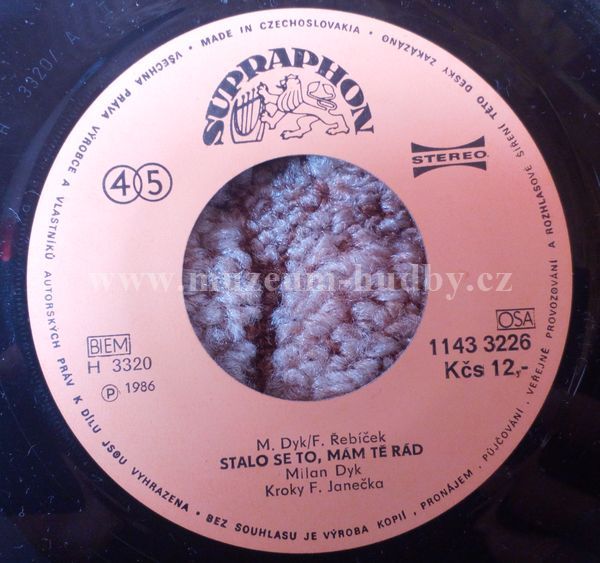 VŠECHNA PRÁVA VÝROBCE A VLASTNÍKŮ AUTORSKÝCH PRÁV K DÍLU JSOU VYHRAZENA • BEZ SOUHLASU JE VÝROBA KOPIÍ, PRONÁJEM, PŮJČOVÁNÍ, VEŘEJNÉ PROVOZOVÁNÍ A ROZHLASOVÉ ŠÍŘENÍ TÉTO DESKY ZAKÁZÁNO • MADE IN CZECHOSLOVAKIA •
SUPRAPHON
45
STEREO
www.muzeum-hudby.cz
BIEM
H 3320
Ⓟ 1986
OSA
1143 3226
Kčs 12,-
M. Dyk/F. Řebíček
STALO SE TO, MÁM TĚ RÁD
Milan Dyk
Kroky F. Janečka